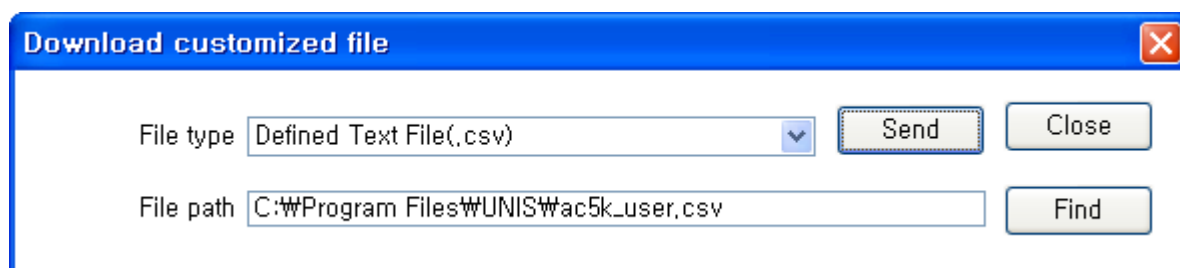 Download customized file
File type Defined Text File(.csv) Send Close
File path C:₩Program Files₩UNIS₩ac5k_user.csv Find